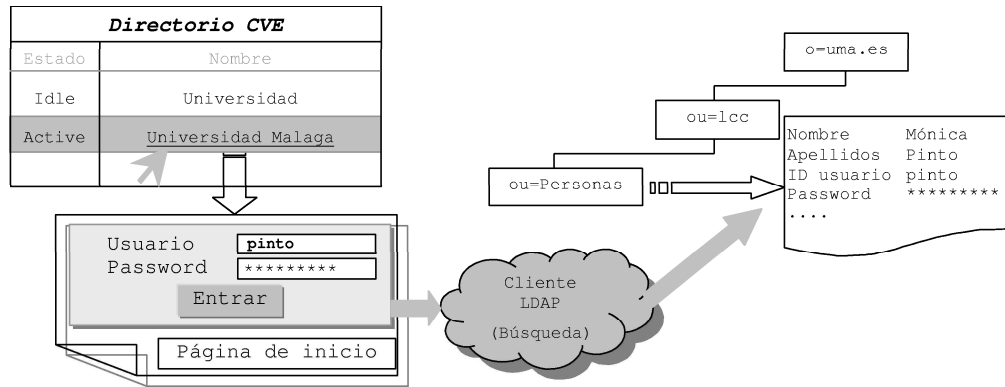 Directorio CVE
Estado Nombre
Idle Universidad
Active Universidad Malaga
Usuario pinto
Password *********
Entrar
Página de inicio
Cliente
LDAP
(Búsqueda)
o=uma.es
ou=lcc
ou=Personas
Nombre Mónica
Apellidos Pinto
ID usuario pinto
Password *********
....